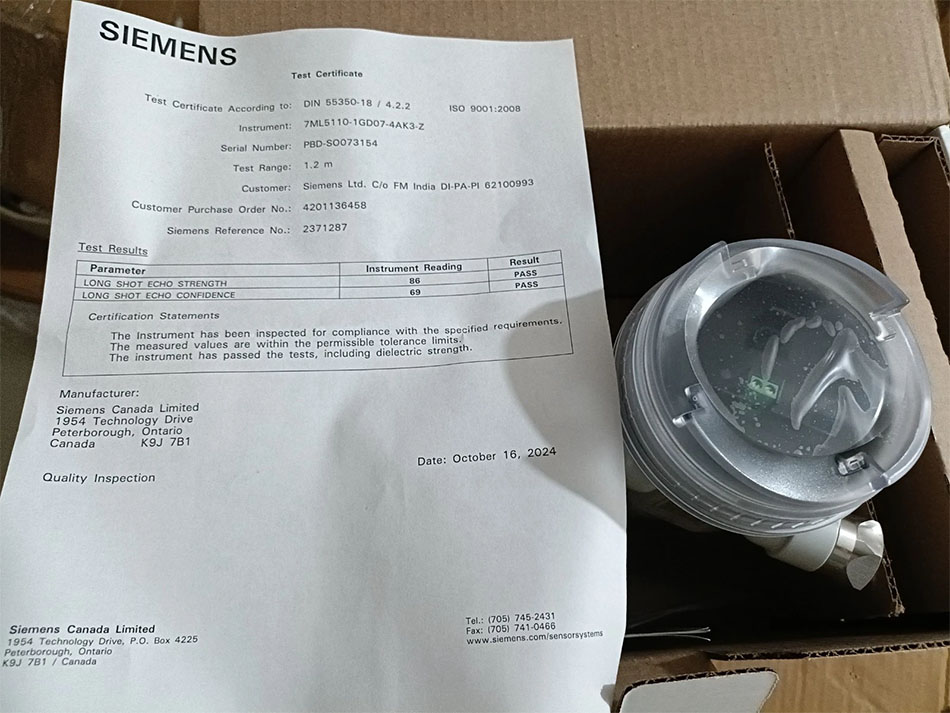 SIEMENS
Test Certificate
Test Certificate According to: DIN 55350-18 / 4.2.2 ISO 9001:2008
Instrument: 7ML5110-1GD07-4AK3-Z
Serial Number: PBD-SO073154
Test Range: 1.2 m
Customer: Siemens Ltd. C/o FM India DI-PA-PI 62100993
Customer Purchase Order No.: 4201136458
Siemens Reference No.: 2371287
Test Results
Parameter Instrument Reading Result
LONG SHOT ECHO STRENGTH 86 PASS
LONG SHOT ECHO CONFIDENCE 69 PASS
Certification Statements
The Instrument has been inspected for compliance with the specified requirements.
The measured values are within the permissible tolerance limits.
The instrument has passed the tests, including dielectric strength.
Manufacturer:
Siemens Canada Limited
1954 Technology Drive
Peterborough, Ontario
Canada K9J 7B1
Date: October 16, 2024
Quality Inspection
Siemens Canada Limited
1954 Technology Drive, P.O. Box 4225
Peterborough, Ontario
K9J 7B1 / Canada
Tel.: (705) 745-2431
Fax: (705) 741-0466
www.siemens.com/sensorsystems